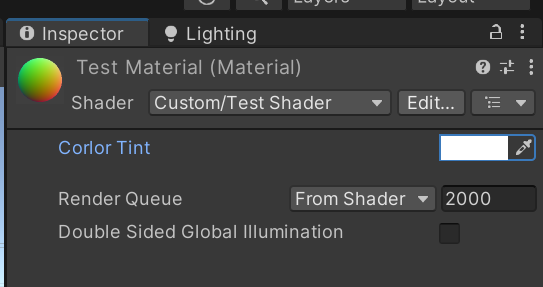 Layers Layout
Inspector Lighting
Test Material (Material)
Shader Custom/Test Shader Edit...
Corlor Tint
Render Queue From Shader 2000
Double Sided Global Illumination